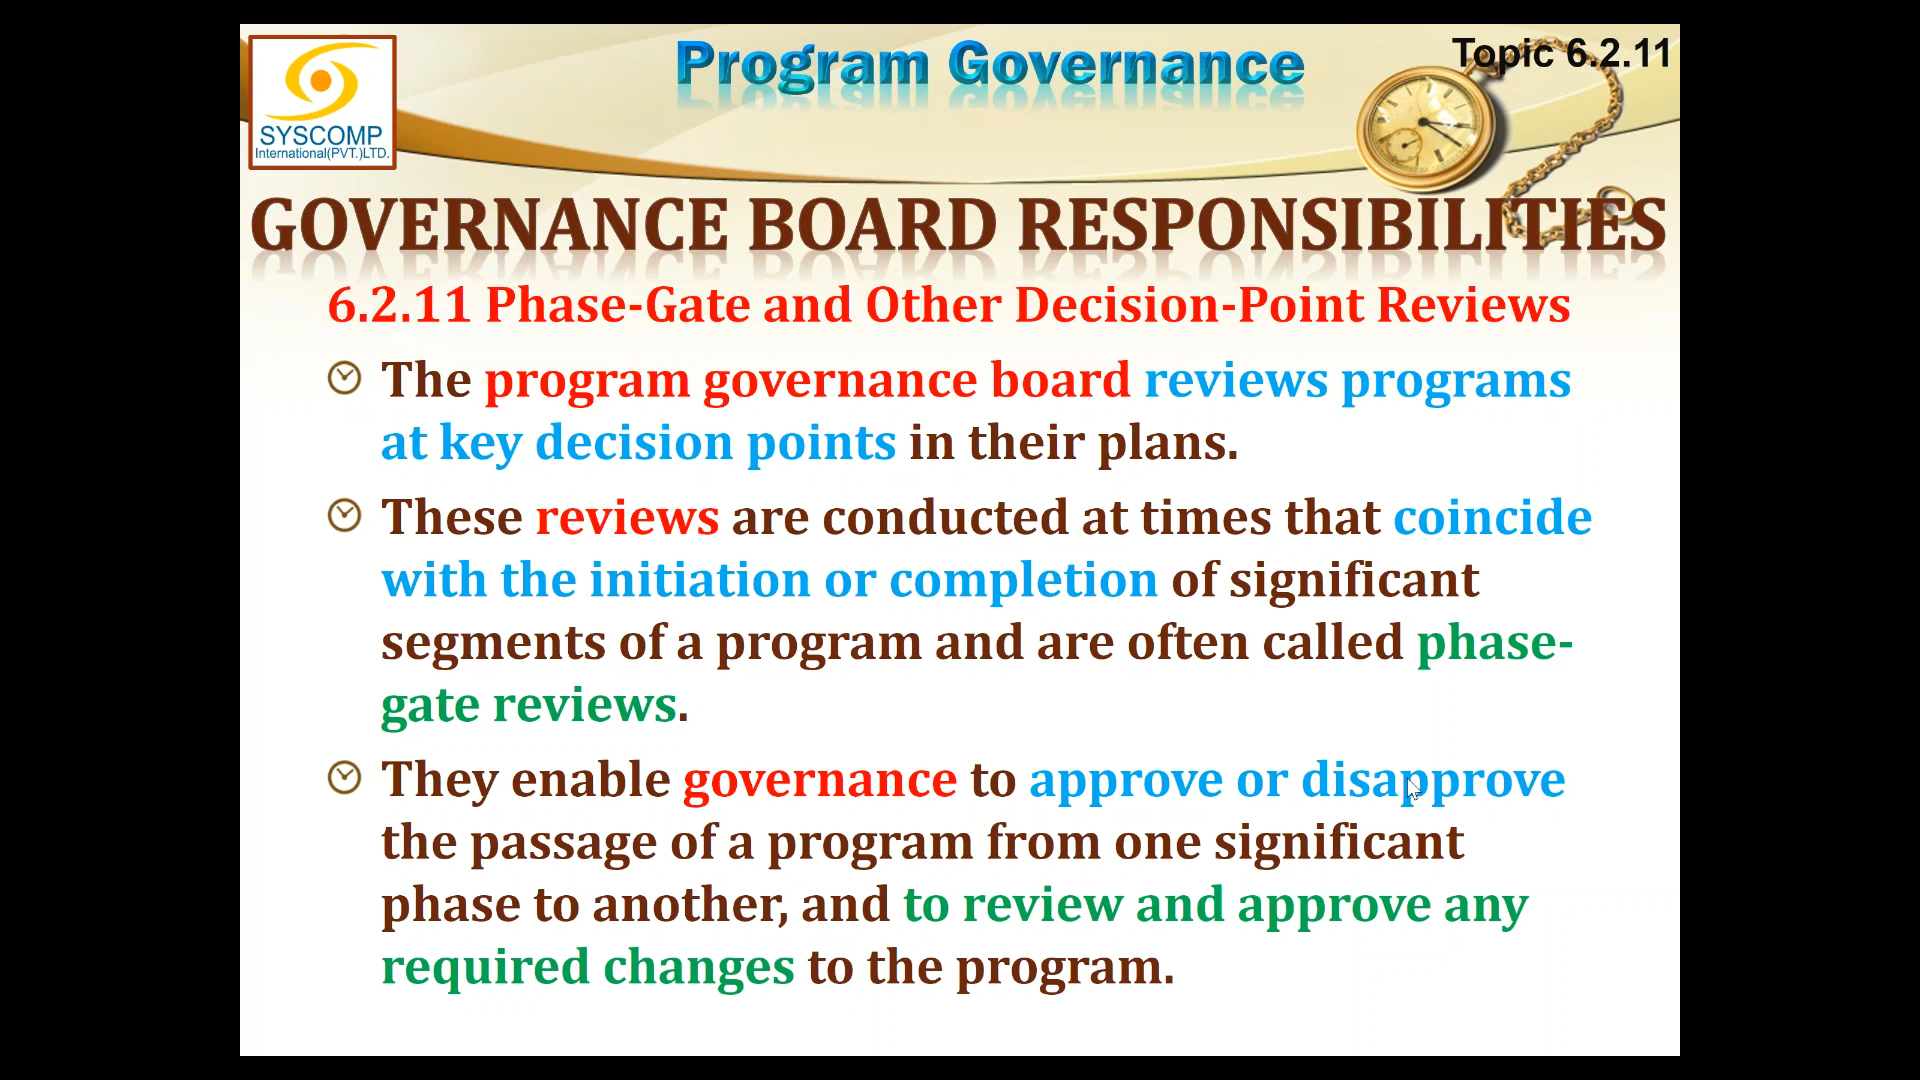 Program Governance
Topic 6.2.11
SYSCOMP
International(PVT.)LTD.
GOVERNANCE BOARD RESPONSIBILITIES
6.2.11 Phase-Gate and Other Decision-Point Reviews
The program governance board reviews programs
at key decision points in their plans.
These reviews are conducted at times that coincide
with the initiation or completion of significant
segments of a program and are often called phase-
gate reviews.
They enable governance to approve or disapprove
the passage of a program from one significant
phase to another, and to review and approve any
required changes to the program.